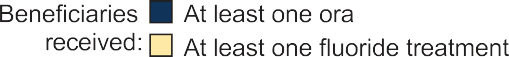 Beneficiaries At least one ora
received: At least one fluoride treatment